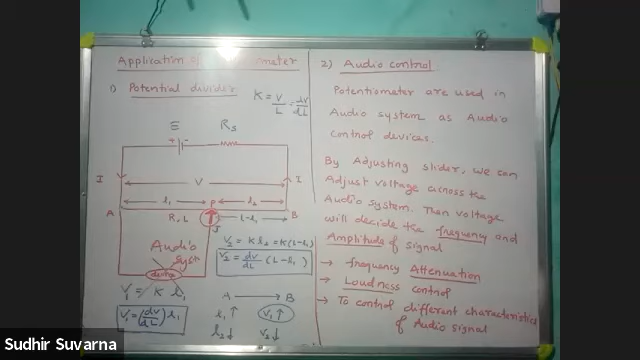 Application of
1) Potential divider
K = V/L = dV/dL
E
Rs
+ -
I
I
V
l1
P
l2
A
R, L
J
L-l1
B
Audio
System
device
V2 = K l2 = K(L-l1)
V2 = dV/dL (L-l1)
V1 = K l1
V1 = (dV/dL) l1
A → B
l1 ↑ V1 ↑
l2 ↓ V2 ↓
2) Audio control
Potentiometer are used in
Audio system as Audio
control devices.
By Adjusting slider, we can
Adjust voltage across the
Audio system. Then voltage
will decide the frequency and
Amplitude of signal
→ frequency Attenuation
→ Loudness control
→ To control different characteristics
of Audio signal
Sudhir Suvarna